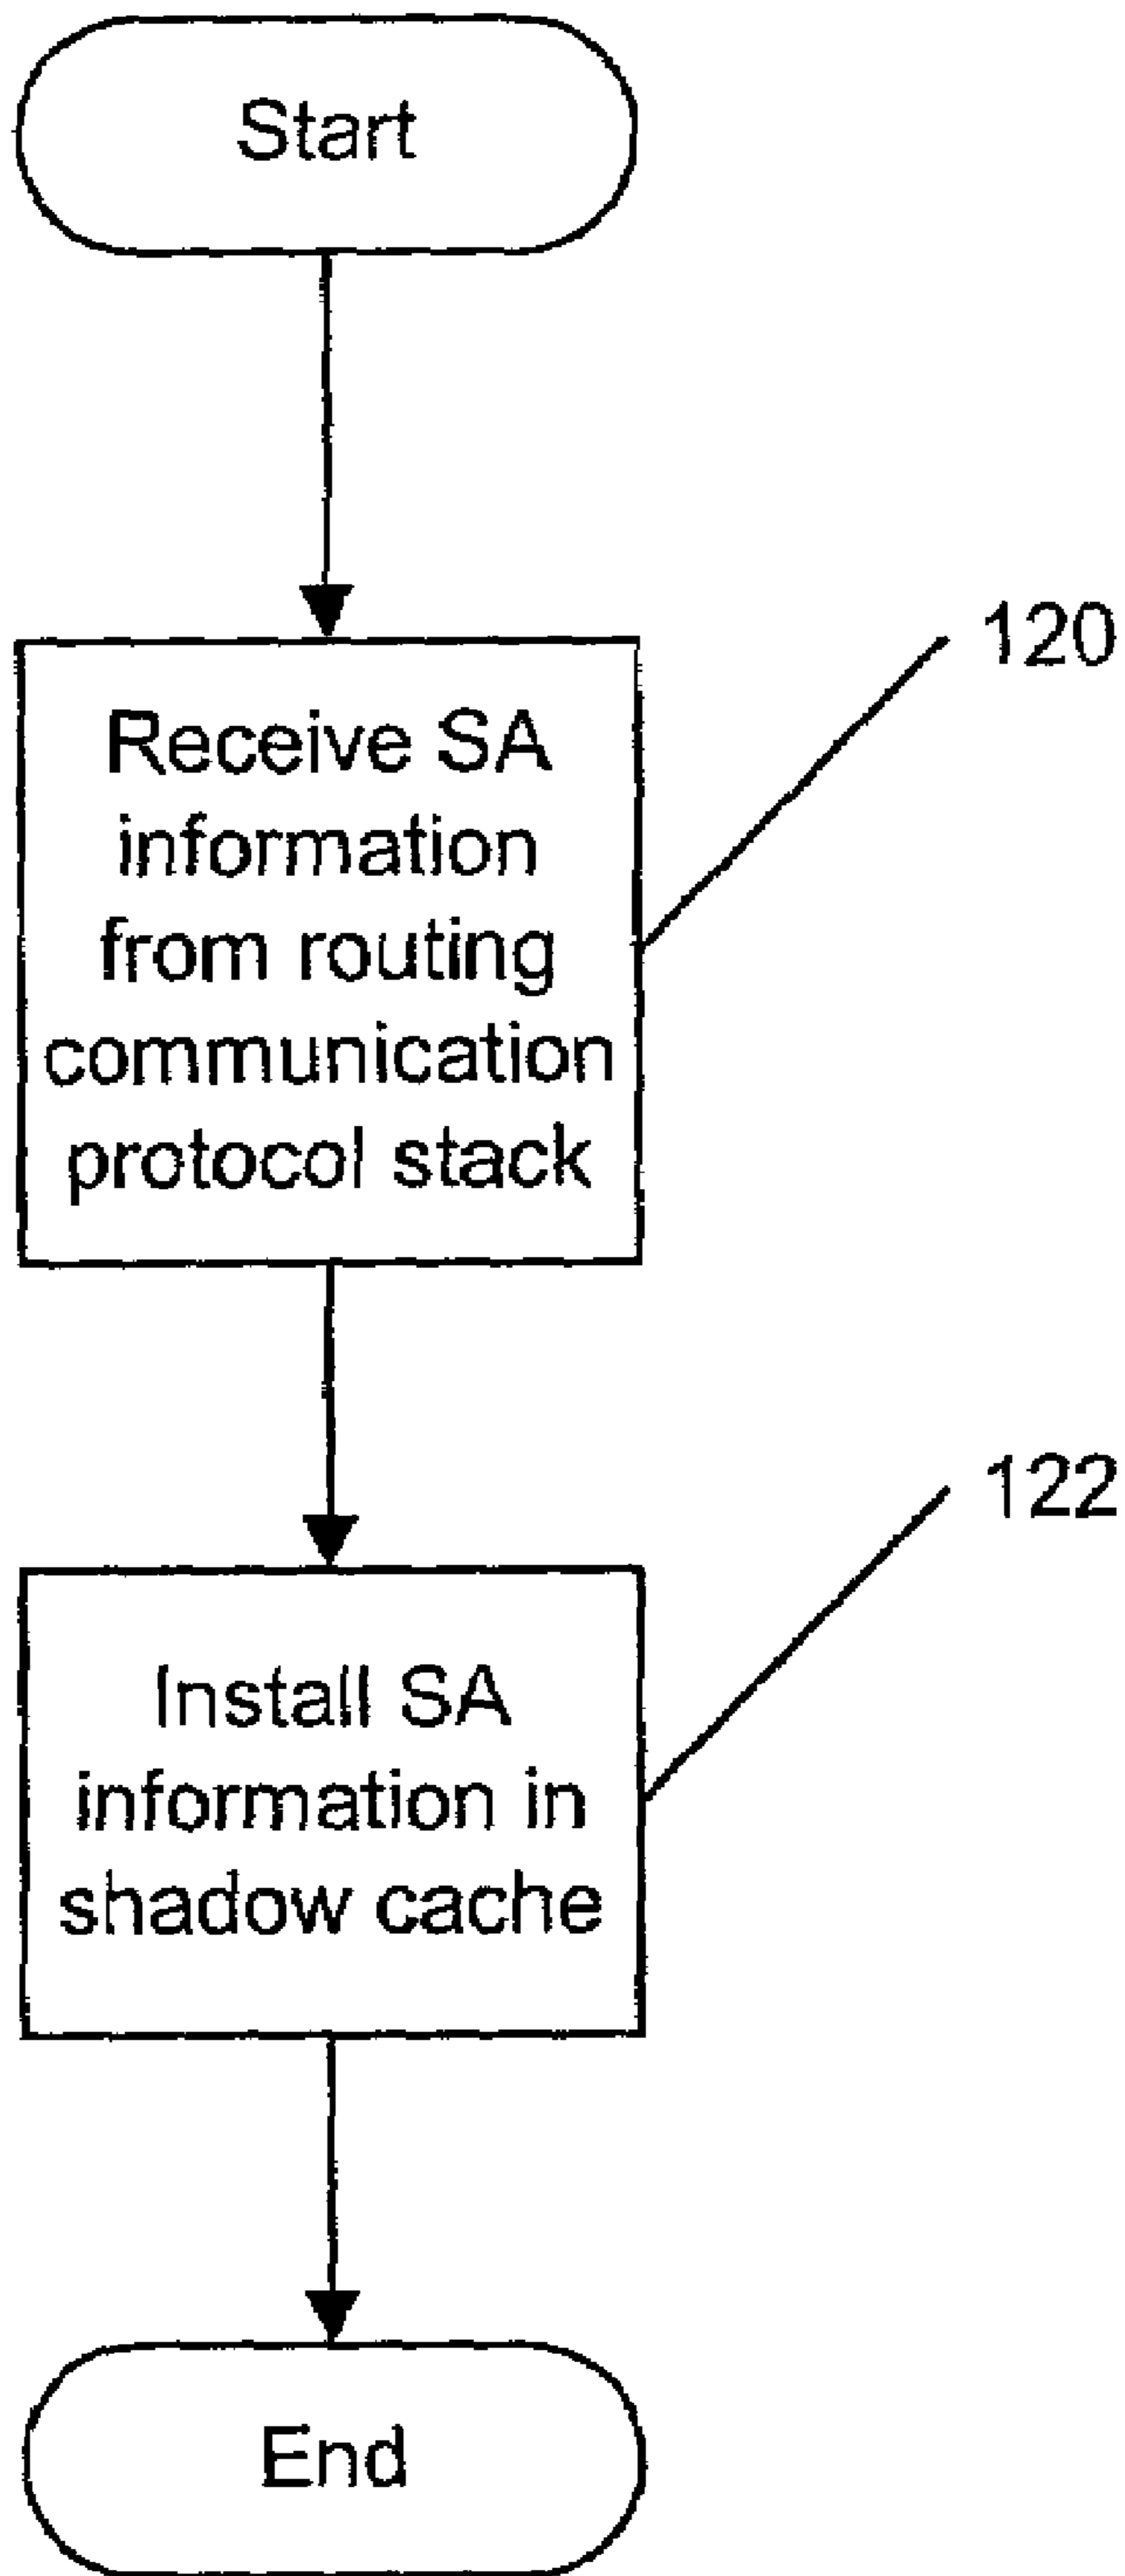 Start
120
Receive SA
information
from routing
communication
protocol stack
122
Install SA
information in
shadow cache
End